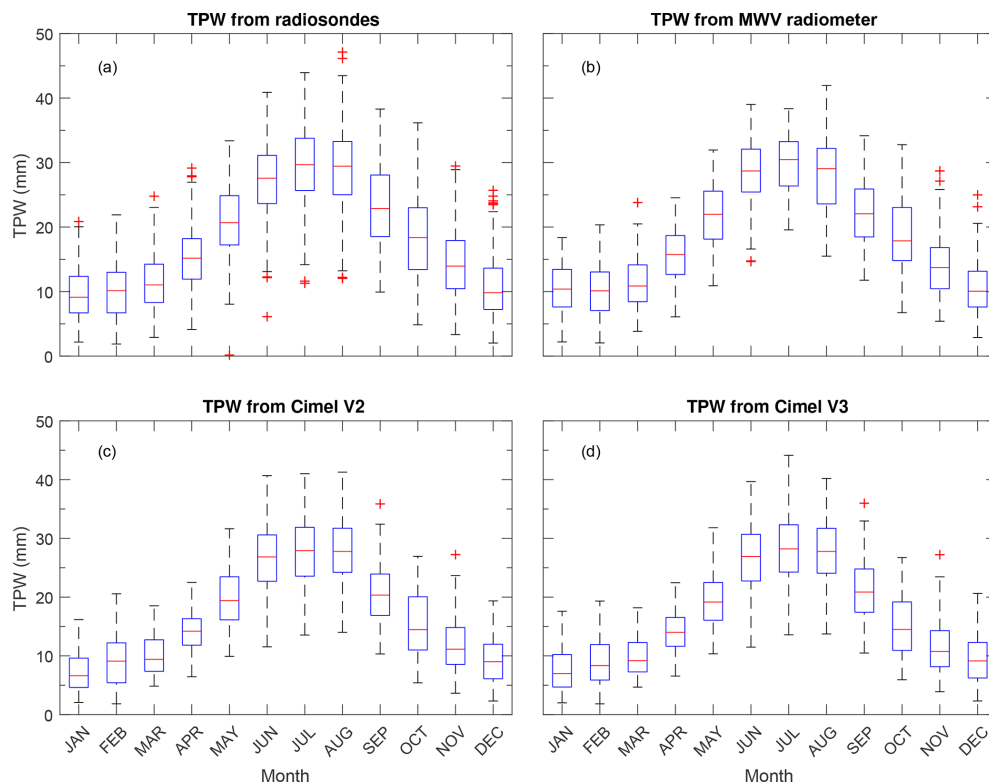 TPW from radiosondes
TPW from MWV radiometer
50
40
30
20
10
0
TPW (mm)
(a)
(b)
TPW from Cimel V2
TPW from Cimel V3
50
40
30
20
10
0
TPW (mm)
(c)
(d)
JAN FEB MAR APR MAY JUN JUL AUG SEP OCT NOV DEC
JAN FEB MAR APR MAY JUN JUL AUG SEP OCT NOV DEC
Month
Month